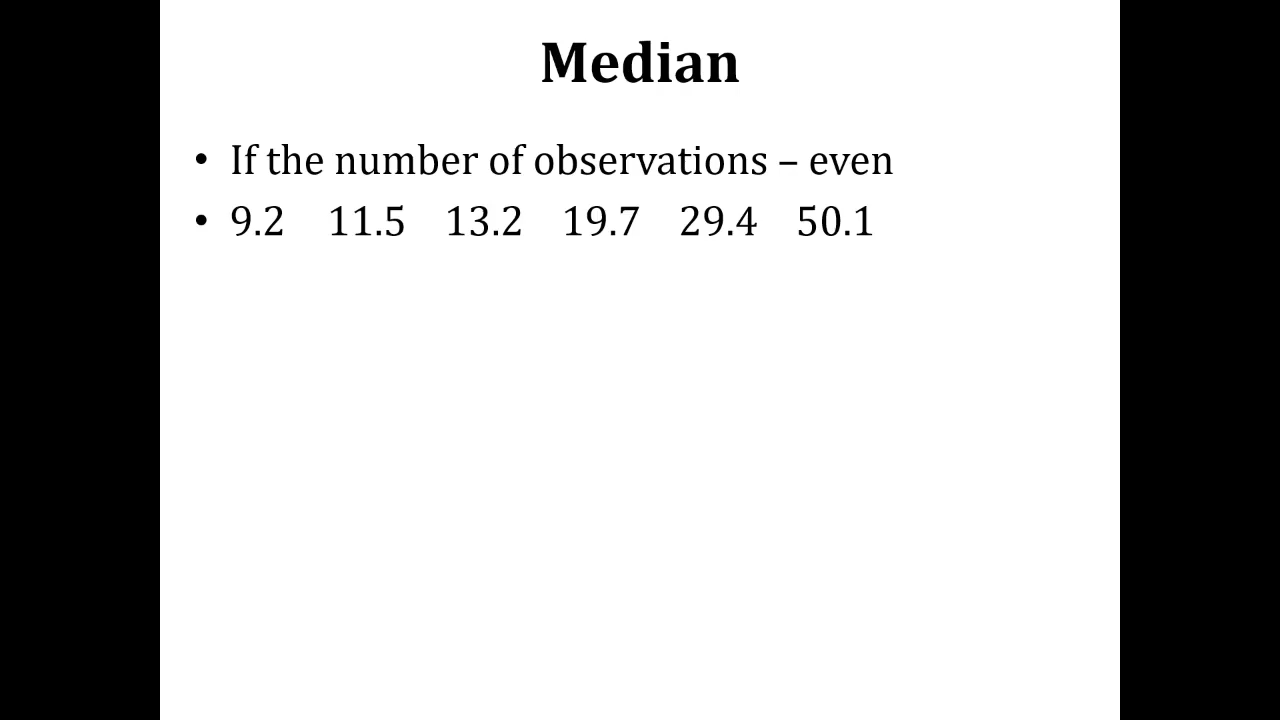 Median
• If the number of observations – even
• 9.2 11.5 13.2 19.7 29.4 50.1